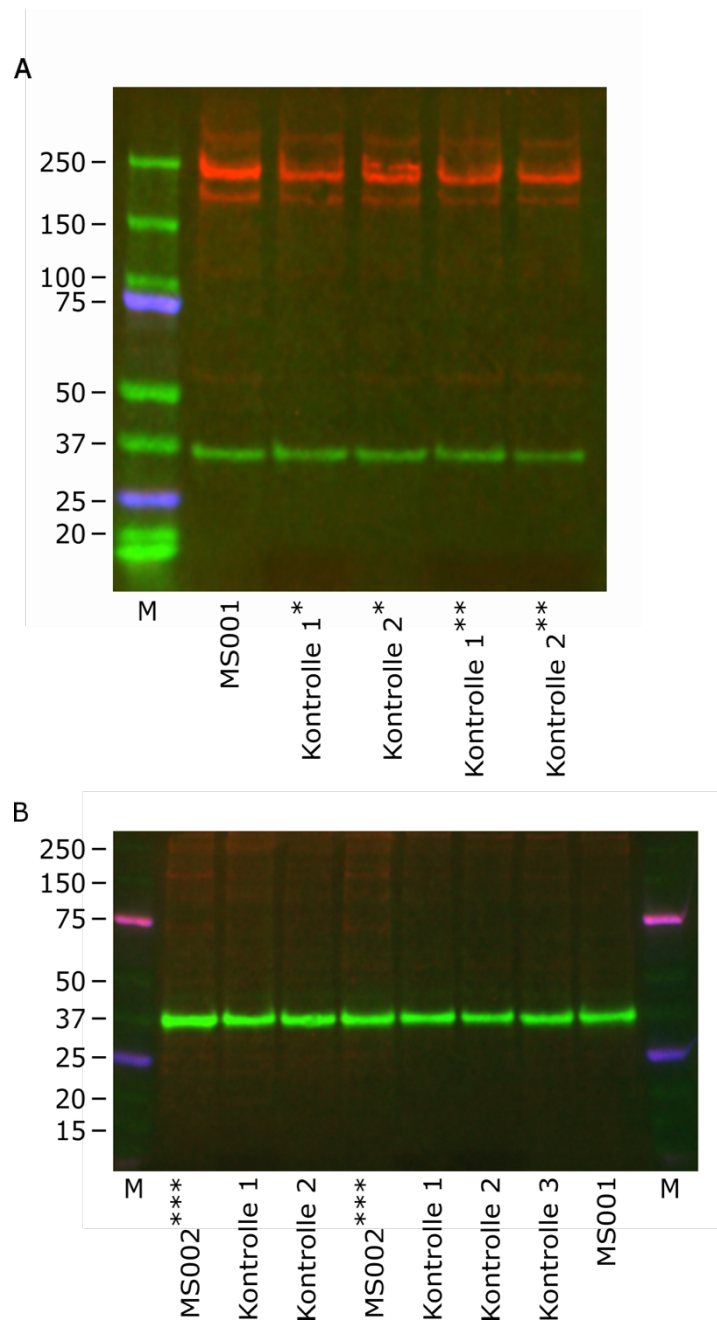 A
250
150
100
75
50
37
25
20
M
MS001
Kontrolle 1*
Kontrolle 2*
Kontrolle 1**
Kontrolle 2**
B
250
150
75
50
37
25
20
15
M
MS002***
Kontrolle 1
Kontrolle 2
MS002***
Kontrolle 1
Kontrolle 2
Kontrolle 3
MS001
M